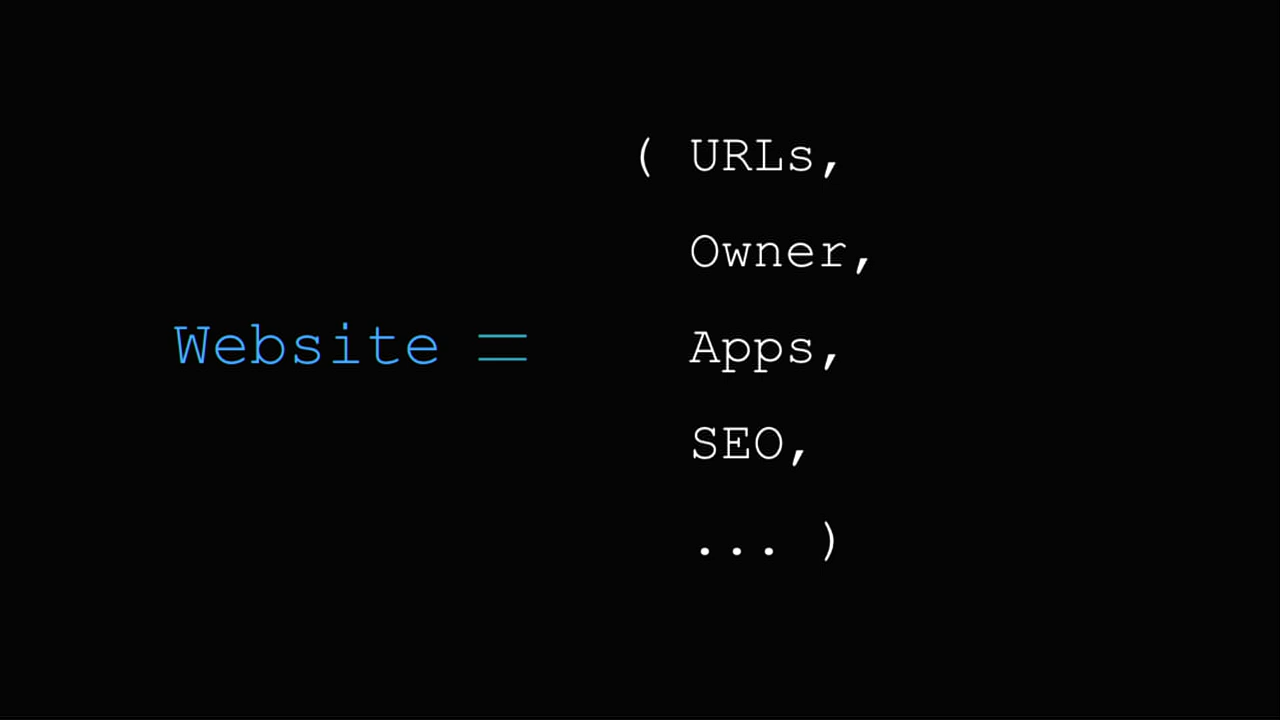 ( URLs,
Owner,
Website = Apps,
SEO,
... )